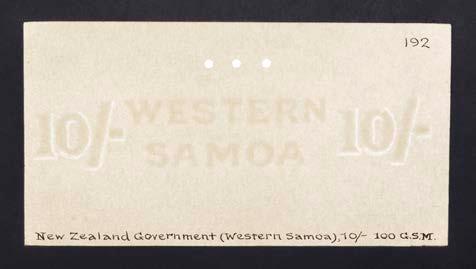 192
10/- WESTERN 10/-
SAMOA
New Zealand Government (Western Samoa), 10/- 100 G.S.M.